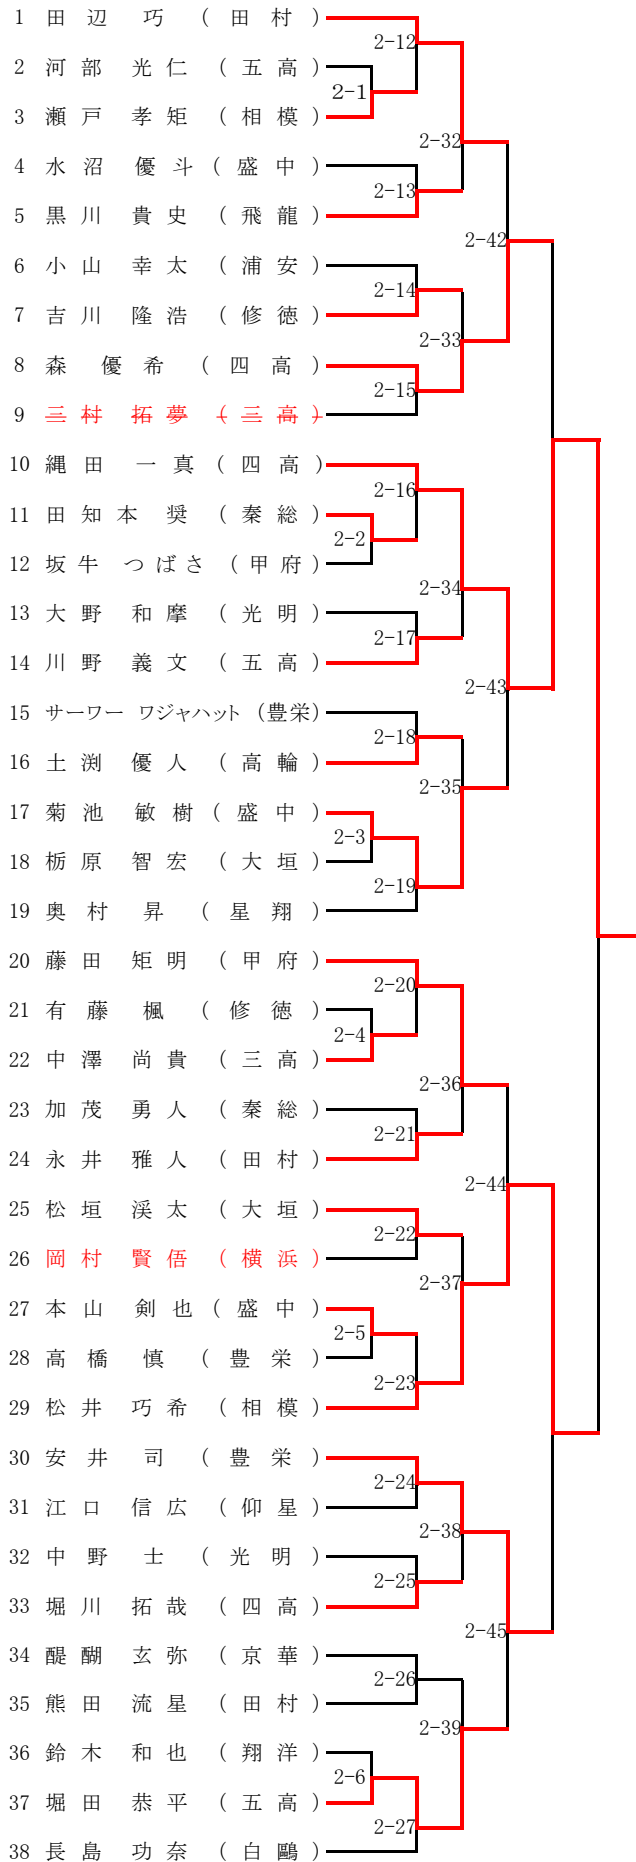 1 田辺 巧 (田村)
2-12
2 河部 光仁 (五高)
2-1
3 瀬戸 孝矩 (相模)
2-32
4 水沼 優斗 (盛中)
2-13
5 黒川 貴史 (飛龍)
2-42
6 小山 幸太 (浦安)
2-14
7 吉川 隆浩 (修徳)
2-33
8 森 優希 (四高)
2-15
9 三村 拓夢 (三高)
10 縄田 一真 (四高)
2-16
11 田知本 奨 (秦総)
2-2
12 坂牛 つばさ (甲府)
2-34
13 大野 和摩 (光明)
2-17
14 川野 義文 (五高)
2-43
15 サーワー ワジャハット (豊栄)
2-18
16 土渕 優人 (高輪)
2-35
17 菊池 敏樹 (盛中)
2-3
18 栃原 智宏 (大垣)
2-19
19 奥村 昇 (星翔)
20 藤田 矩明 (甲府)
2-20
21 有藤 楓 (修徳)
2-4
22 中澤 尚貴 (三高)
2-36
23 加茂 勇人 (秦総)
2-21
24 永井 雅人 (田村)
2-44
25 松垣 渓太 (大垣)
2-22
26 岡村 賢悟 (横浜)
2-37
27 本山 剣也 (盛中)
2-5
28 高橋 慎 (豊栄)
2-23
29 松井 巧希 (相模)
30 安井 司 (豊栄)
2-24
31 江口 信広 (仰星)
2-38
32 中野 士 (光明)
2-25
33 堀川 拓哉 (四高)
2-45
34 醍醐 玄弥 (京華)
2-26
35 熊田 流星 (田村)
2-39
36 鈴木 和也 (翔洋)
2-6
37 堀田 恭平 (五高)
2-27
38 長島 功奈 (白鷗)